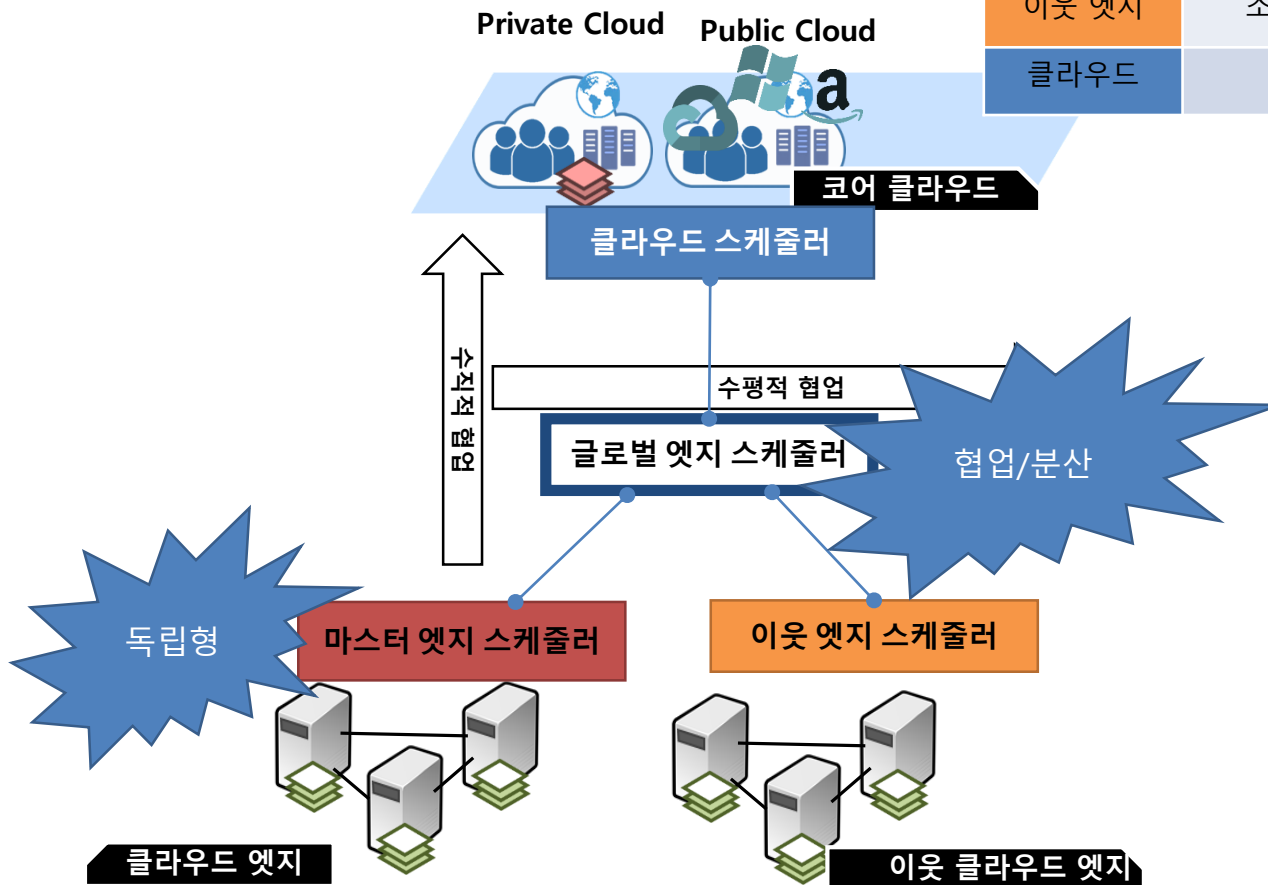 Private Cloud
Public Cloud
이웃 엣지
클라우드
a
코어 클라우드
클라우드 스케줄러
수직적 협업
수평적 협업
글로벌 엣지 스케줄러
협업/분산
독립형
마스터 엣지 스케줄러
이웃 엣지 스케줄러
클라우드 엣지
이웃 클라우드 엣지